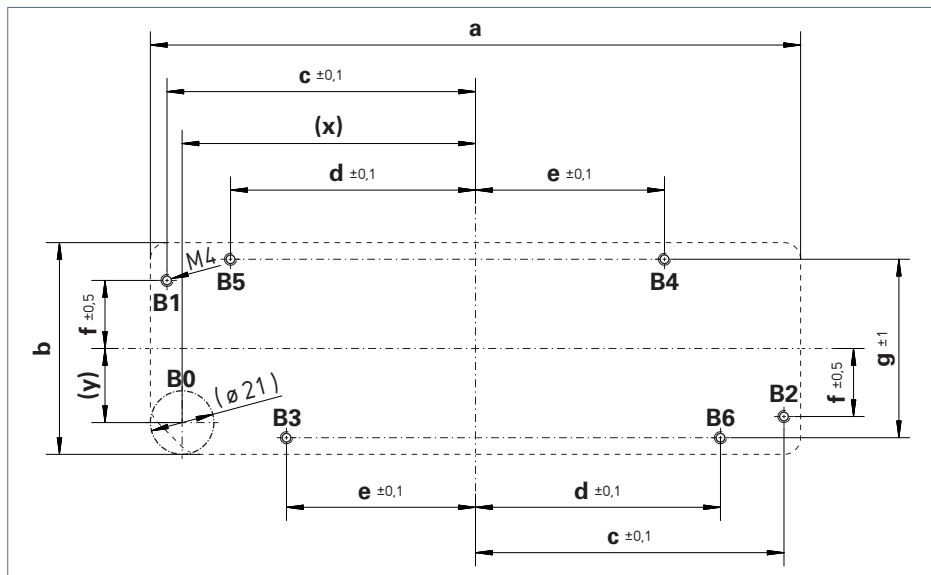 a
c ±0,1
(x)
d ±0,1
e ±0,1
M4
B5
B4
B1
f ±0,5
b
g ±1
(y)
B0
(ø 21)
f ±0,5
B2
B3
B6
e ±0,1
d ±0,1
c ±0,1